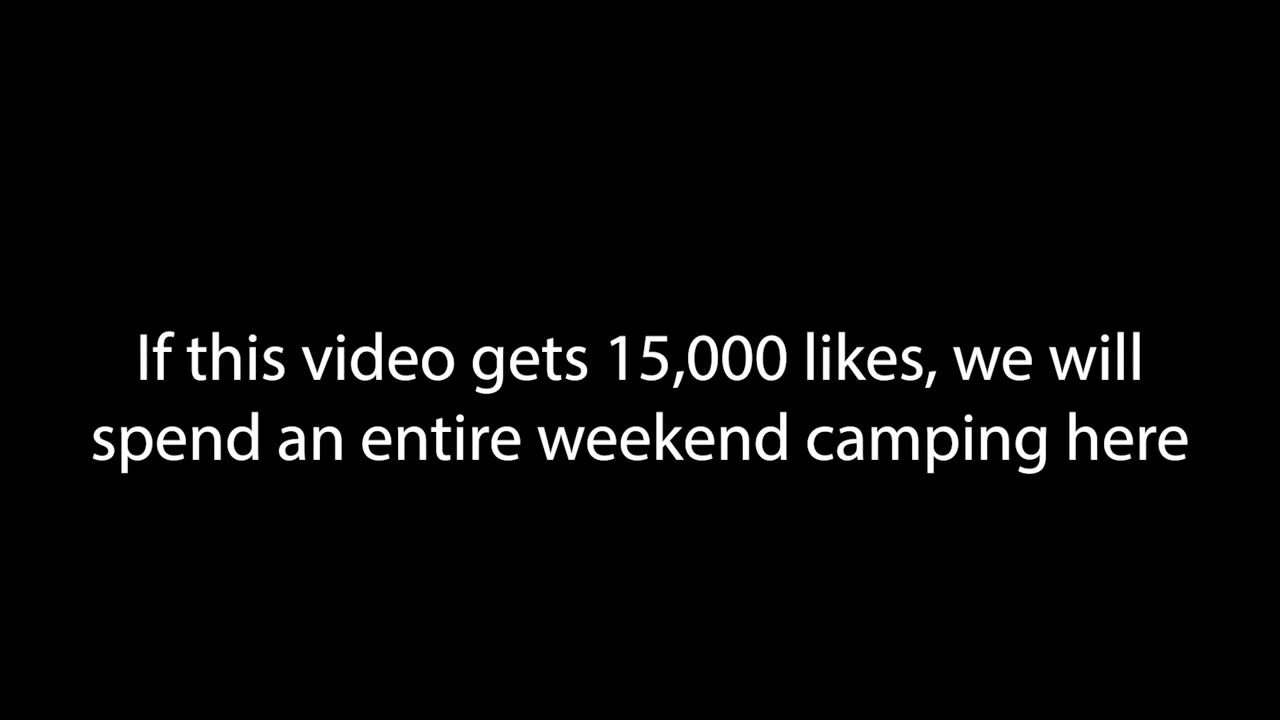 If this video gets 15,000 likes, we will
spend an entire weekend camping here